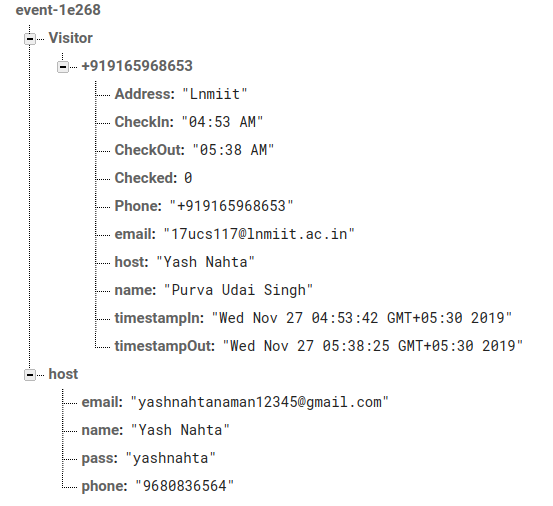 event-1e268
Visitor
+919165968653
Address: "Lnmiit"
CheckIn: "04:53 AM"
CheckOut: "05:38 AM"
Checked: 0
Phone: "+919165968653"
email: "17ucs117@lnmiit.ac.in"
host: "Yash Nahta"
name: "Purva Udai Singh"
timestampIn: "Wed Nov 27 04:53:42 GMT+05:30 2019"
timestampOut: "Wed Nov 27 05:38:25 GMT+05:30 2019"
host
email: "yashnahtanaman12345@gmail.com"
name: "Yash Nahta"
pass: "yashnahta"
phone: "9680836564"